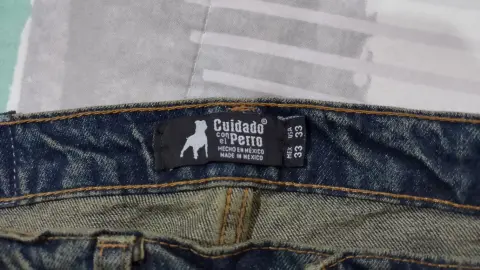 Cuidado®
con
el Perro
HECHO EN MÉXICO
MADE IN MEXICO
USA 33
MEX 33